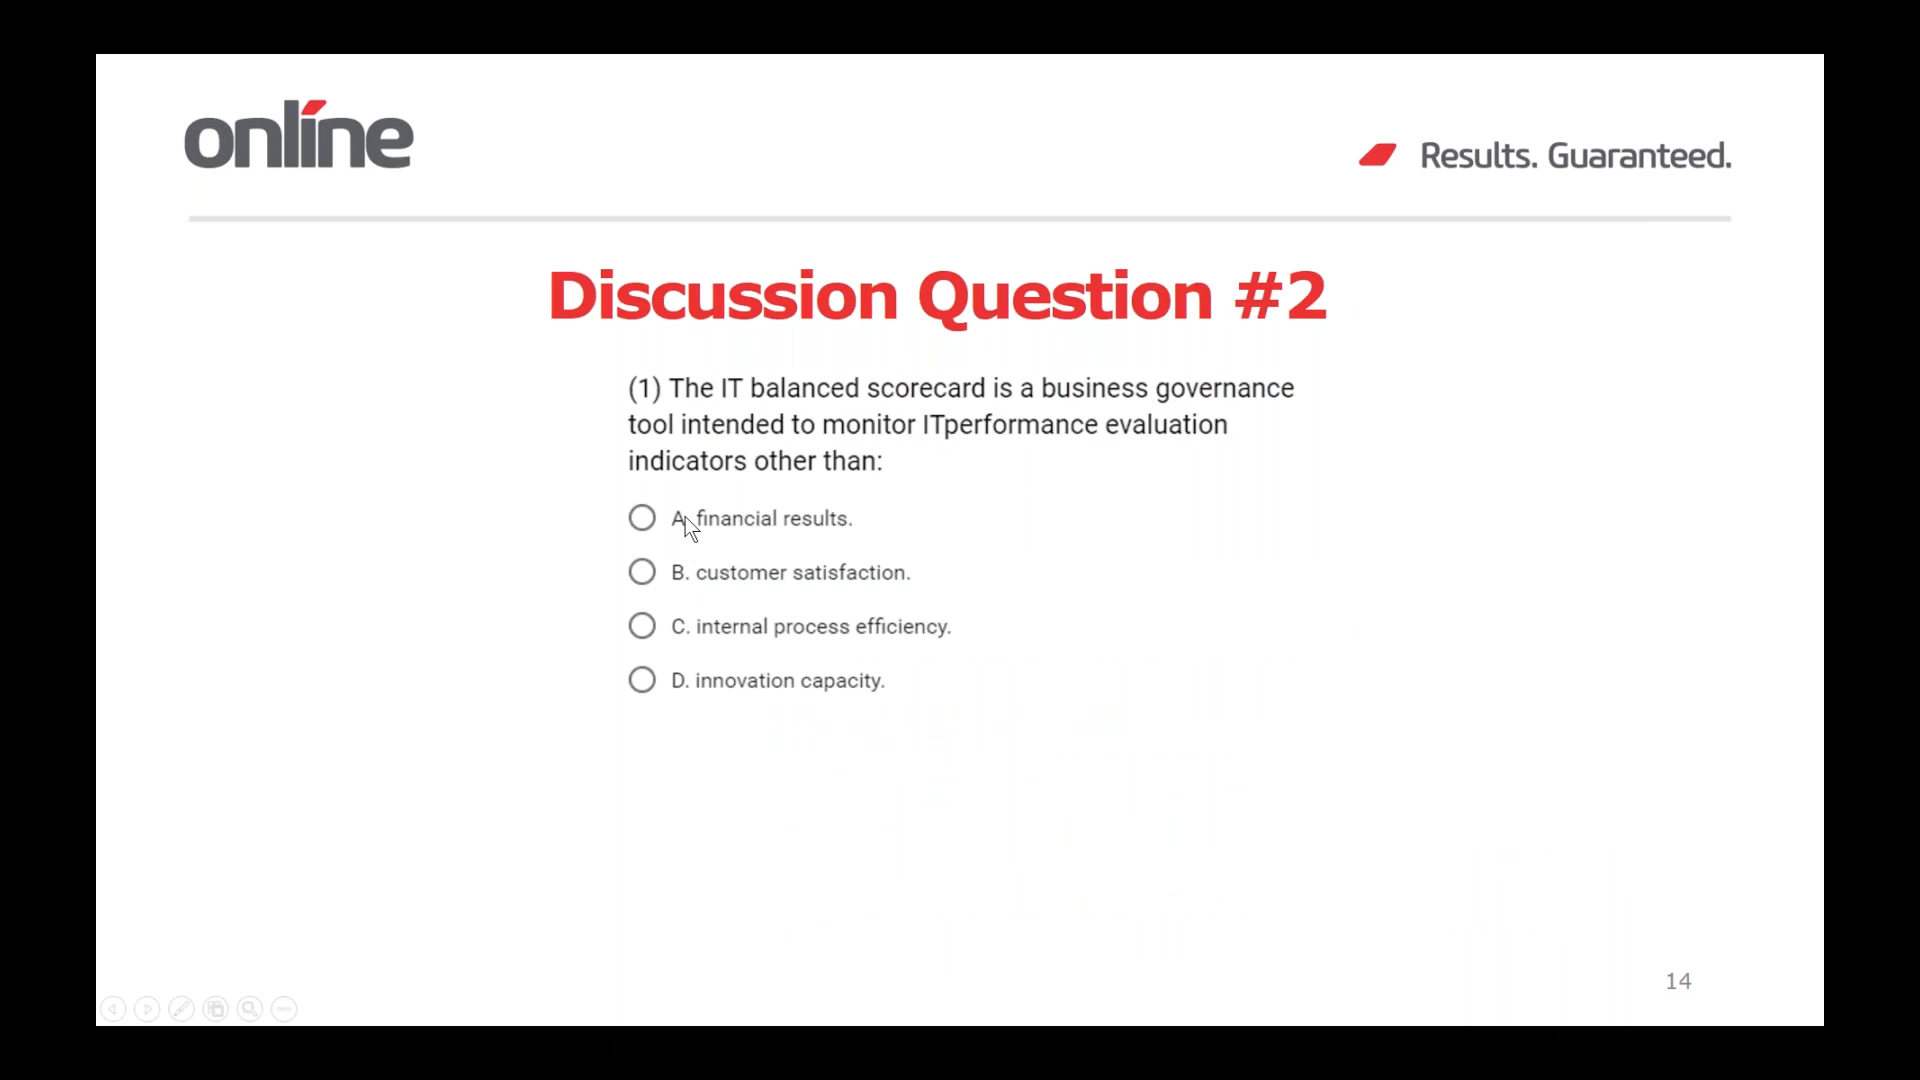 online
Results. Guaranteed.
Discussion Question #2
(1) The IT balanced scorecard is a business governance
tool intended to monitor ITperformance evaluation
indicators other than:
A. financial results.
B. customer satisfaction.
C. internal process efficiency.
D. innovation capacity.
14